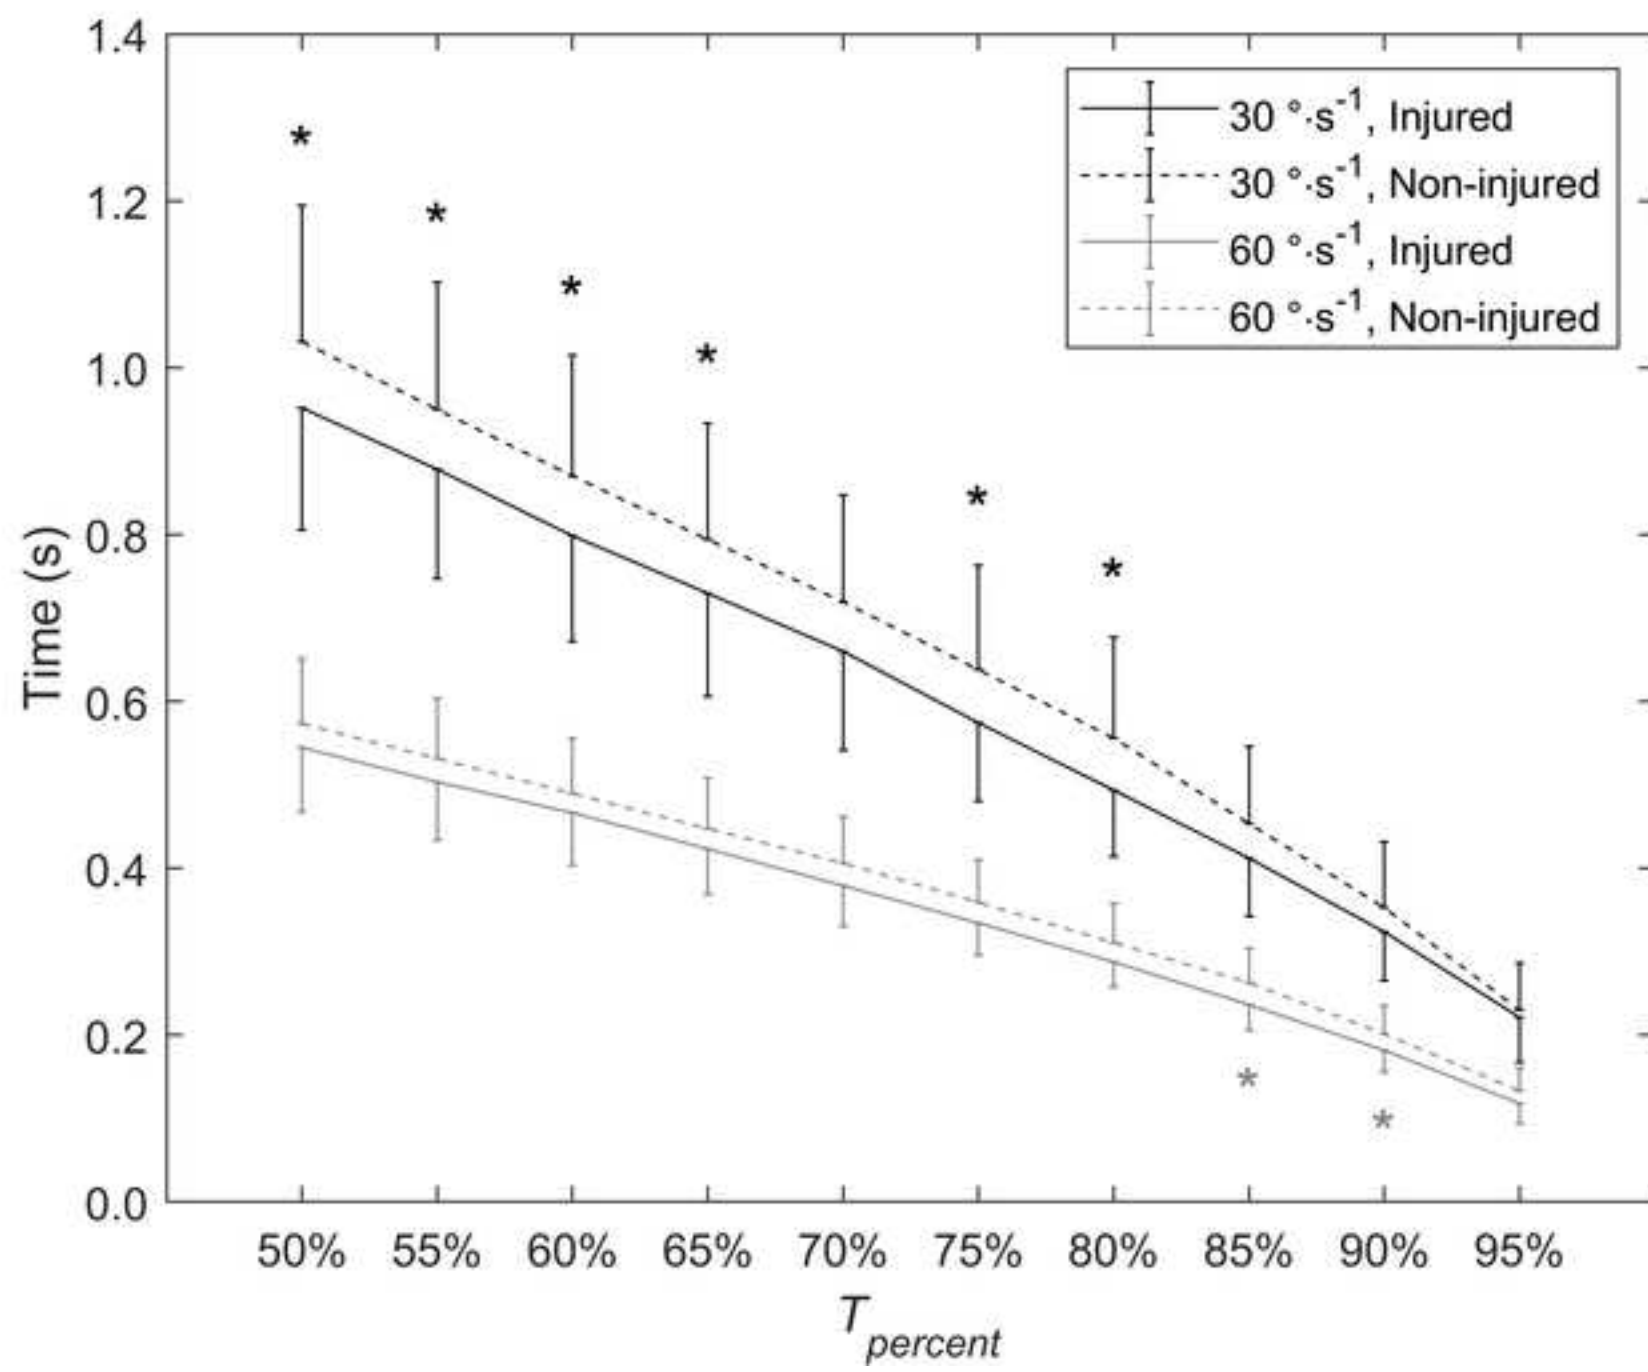 1.4
1.2
1.0
0.8
0.6
0.4
0.2
0.0
Time (s)
30 °·s⁻¹, Injured
30 °·s⁻¹, Non-injured
60 °·s⁻¹, Injured
60 °·s⁻¹, Non-injured
*
*
*
*
*
*
*
*
50% 55% 60% 65% 70% 75% 80% 85% 90% 95%
T percent